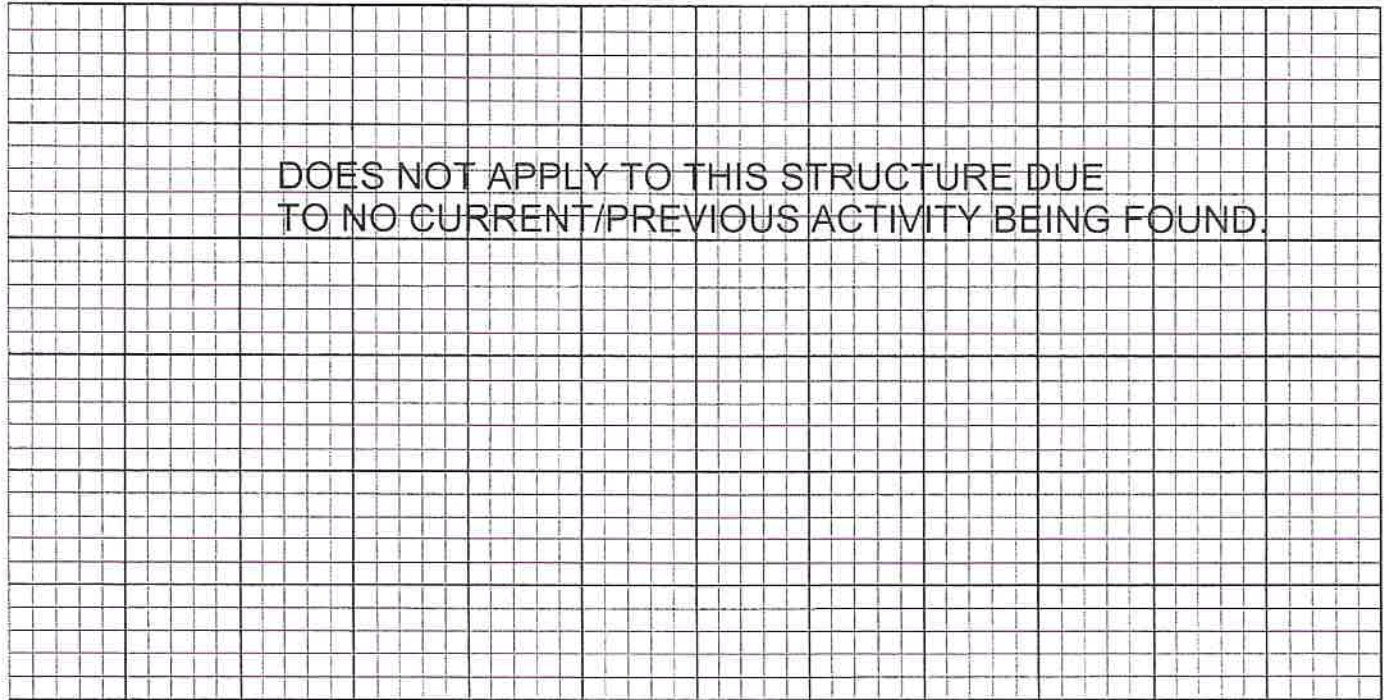 DOES NOT APPLY TO THIS STRUCTURE DUE
TO NO CURRENT/PREVIOUS ACTIVITY BEING FOUND.